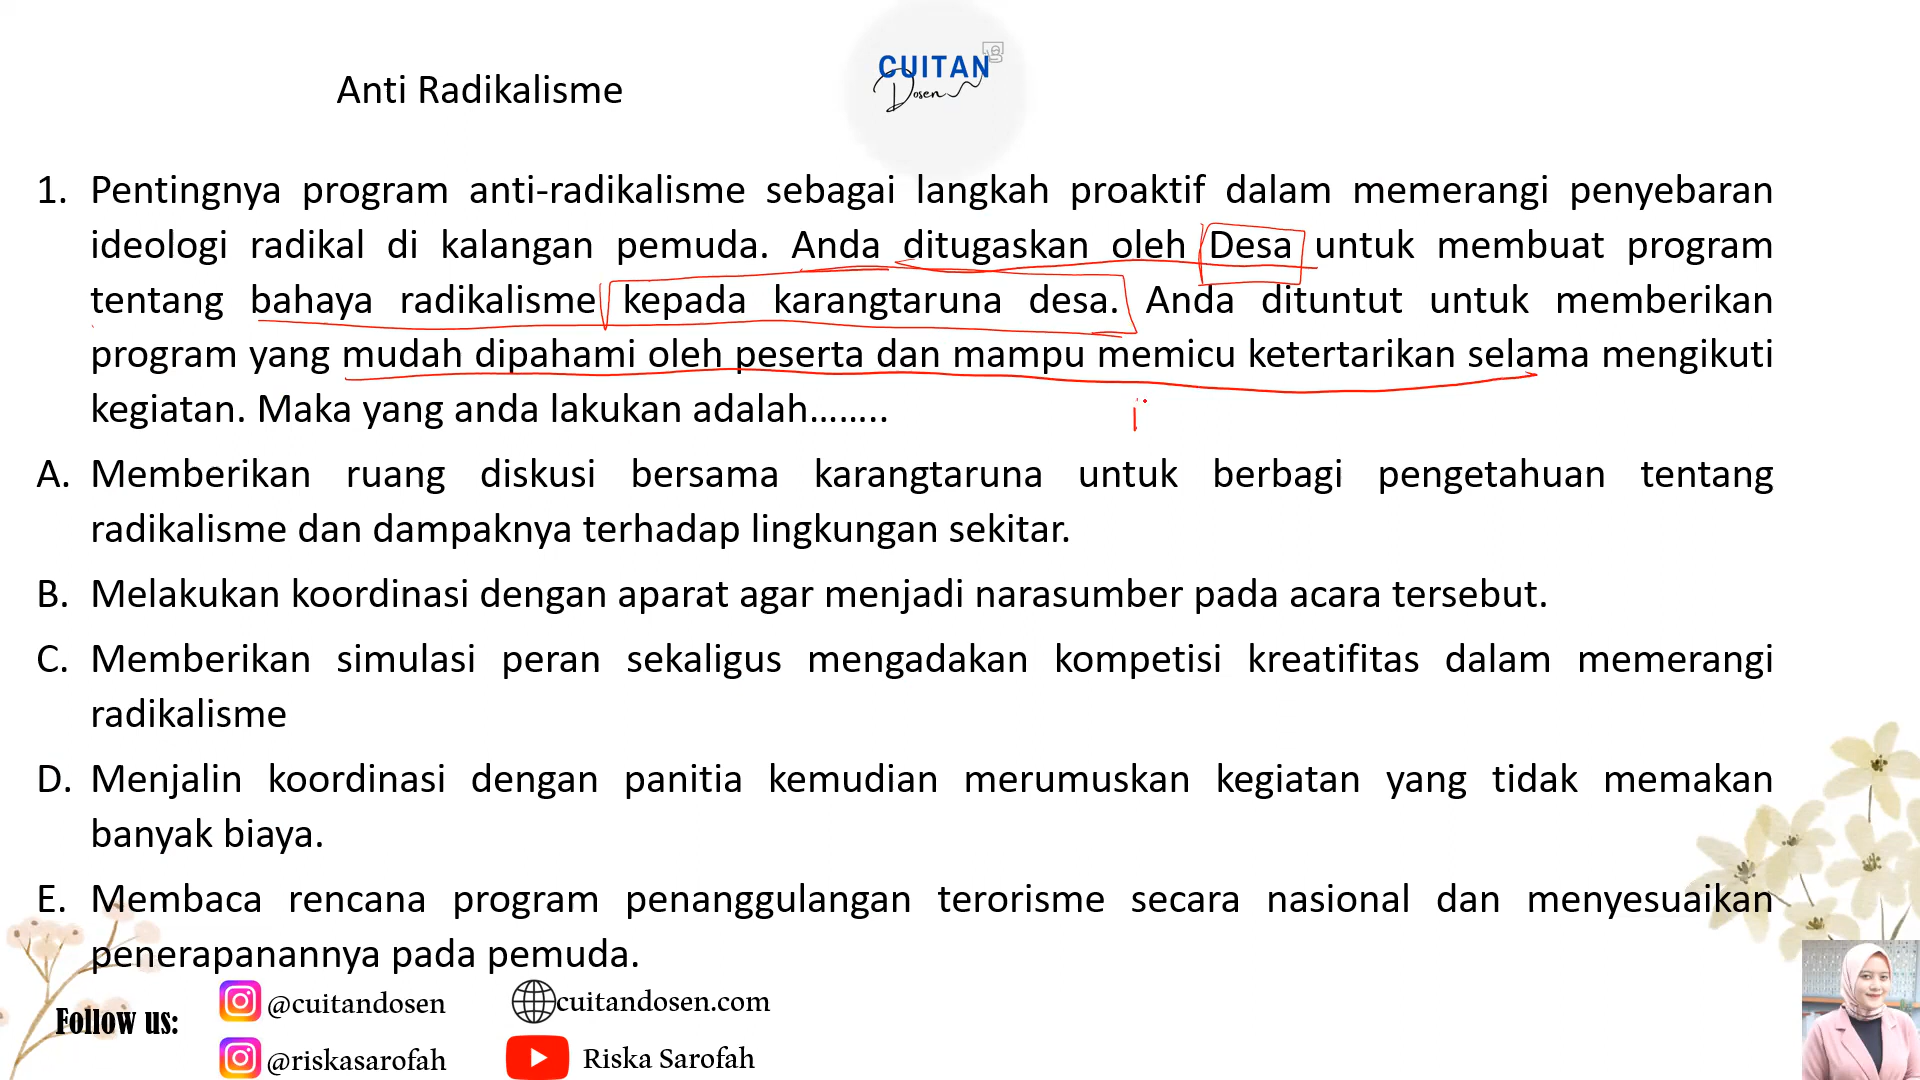 CUITAN
Dosen
Anti Radikalisme
1. Pentingnya program anti-radikalisme sebagai langkah proaktif dalam memerangi penyebaran
ideologi radikal di kalangan pemuda. Anda ditugaskan oleh Desa untuk membuat program
tentang bahaya radikalisme kepada karangtaruna desa. Anda dituntut untuk memberikan
program yang mudah dipahami oleh peserta dan mampu memicu ketertarikan selama mengikuti
kegiatan. Maka yang anda lakukan adalah........
A. Memberikan ruang diskusi bersama karangtaruna untuk berbagi pengetahuan tentang
radikalisme dan dampaknya terhadap lingkungan sekitar.
B. Melakukan koordinasi dengan aparat agar menjadi narasumber pada acara tersebut.
C. Memberikan simulasi peran sekaligus mengadakan kompetisi kreatifitas dalam memerangi
radikalisme
D. Menjalin koordinasi dengan panitia kemudian merumuskan kegiatan yang tidak memakan
banyak biaya.
E. Membaca rencana program penanggulangan terorisme secara nasional dan menyesuaikan
penerapanannya pada pemuda.
Follow us:
@cuitandosen
cuitandosen.com
@riskasarofah
Riska Sarofah